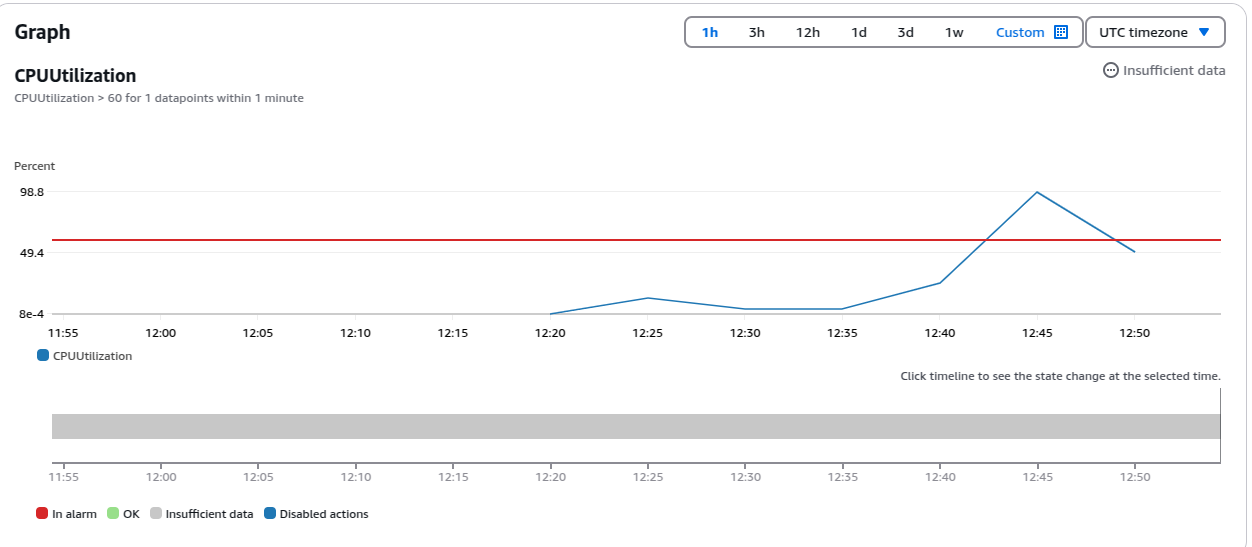 Graph
1h 3h 12h 1d 3d 1w Custom UTC timezone
CPUUtilization
Insufficient data
CPUUtilization > 60 for 1 datapoints within 1 minute
Percent
98.8
49.4
8e-4
11:55 12:00 12:05 12:10 12:15 12:20 12:25 12:30 12:35 12:40 12:45 12:50
CPUUtilization
Click timeline to see the state change at the selected time.
11:55 12:00 12:05 12:10 12:15 12:20 12:25 12:30 12:35 12:40 12:45 12:50
In alarm OK Insufficient data Disabled actions